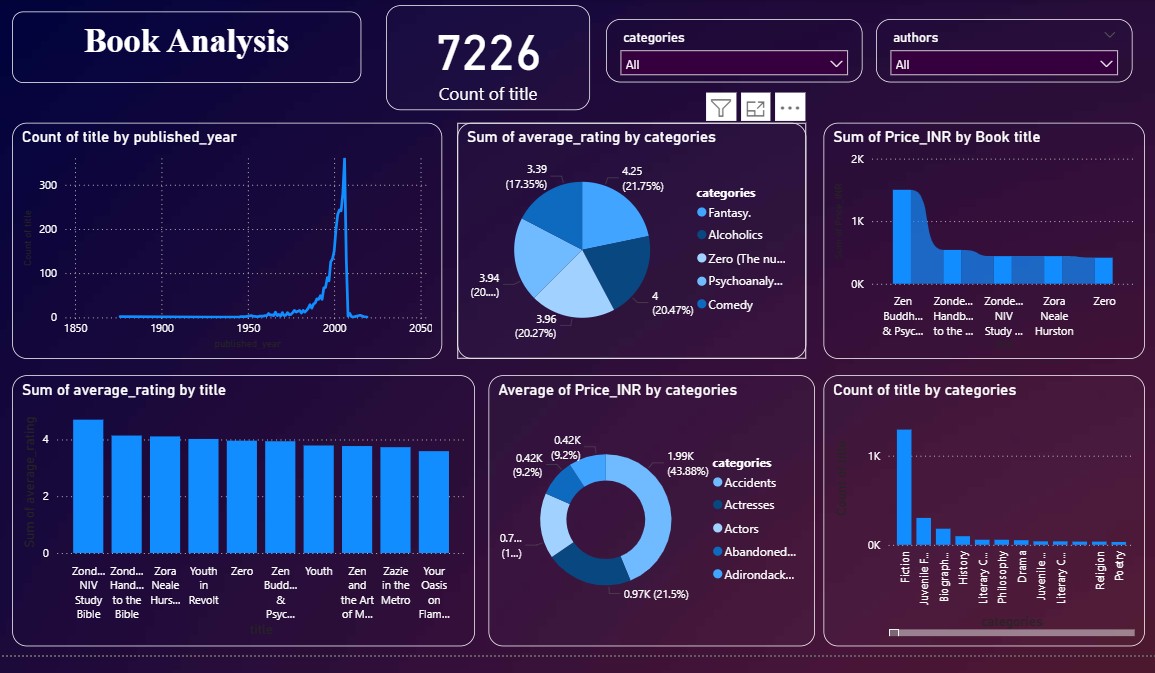 Book Analysis
7226
Count of title
categories
All
authors
All
Count of title by published_year
300
200
100
0
1850
1900
1950
2000
2050
Count of title
published_year
Sum of average_rating by categories
3.39
(17.35%)
4.25
(21.75%)
3.94
(20....)
3.96
(20.27%)
4
(20.47%)
categories
Fantasy.
Alcoholics
Zero (The nu...
Psychoanaly...
Comedy
Sum of Price_INR by Book title
2K
1K
0K
Zen
Buddh...
& Psyc...
Zonde...
Handb...
to the ...
Zonde...
NIV
Study ...
Zora
Neale
Hurston
Zero
Sum of average_rating by title
Sum of average_rating
4
2
0
Zond...
NIV
Study
Bible
Zond...
Hand...
to the
Bible
Zora
Neale
Hurs...
Youth
in
Revolt
Zero
Zen
Budd...
&
Psyc...
Youth
Zen
and
the Art
of M...
Zazie
in the
Metro
Your
Oasis
on
Flam...
title
Average of Price_INR by categories
0.42K
(9.2%)
0.42K
(9.2%)
1.99K
(43.88%)
0.7...
(1...)
0.97K (21.5%)
categories
Accidents
Actresses
Actors
Abandoned...
Adirondack...
Count of title by categories
1K
0K
Fiction
Juvenile F...
Biograph...
History
Literary C...
Philosophy
Drama
Juvenile ...
Literary C...
Religion
Poetry
categories